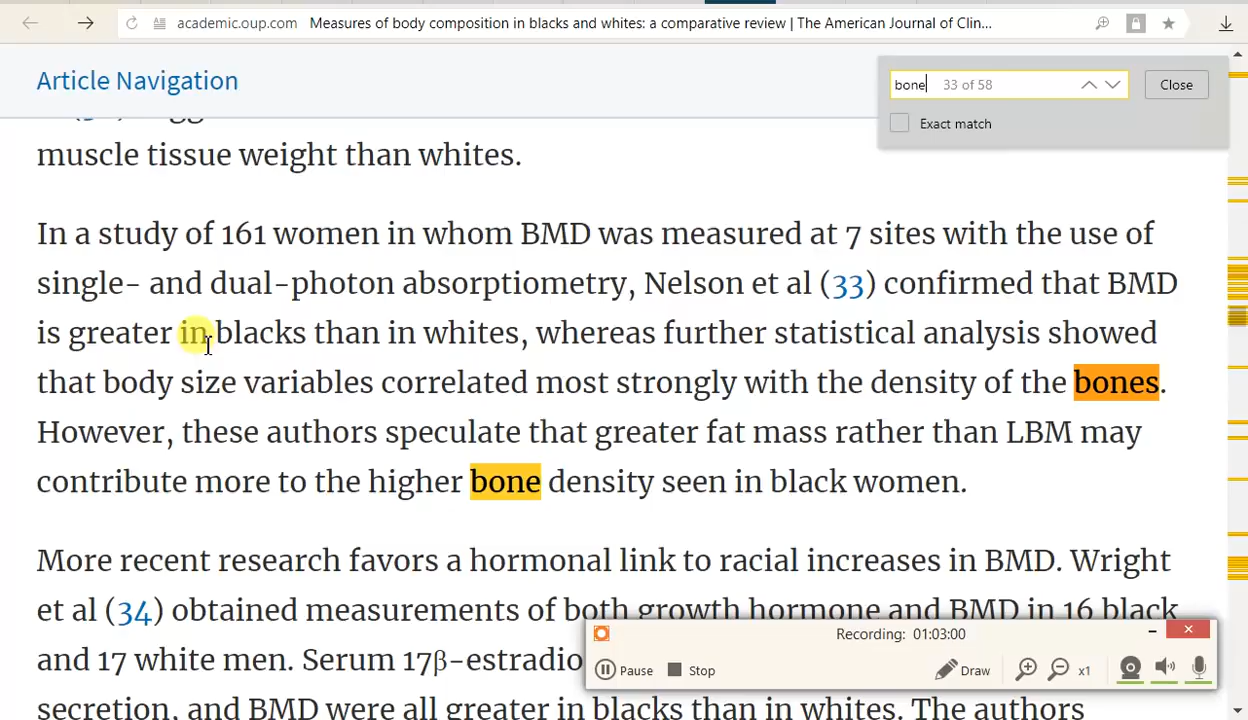 academic.oup.com Measures of body composition in blacks and whites: a comparative review | The American Journal of Clin...
Article Navigation
bone 33 of 58 Close
Exact match
muscle tissue weight than whites.
In a study of 161 women in whom BMD was measured at 7 sites with the use of
single- and dual-photon absorptiometry, Nelson et al (33) confirmed that BMD
is greater in blacks than in whites, whereas further statistical analysis showed
that body size variables correlated most strongly with the density of the bones.
However, these authors speculate that greater fat mass rather than LBM may
contribute more to the higher bone density seen in black women.
More recent research favors a hormonal link to racial increases in BMD. Wright
et al (34) obtained measurements of both growth hormone and BMD in 16 black
and 17 white men. Serum 17β-estradio
secretion, and BMD were all greater in blacks than in whites. The authors
Recording: 01:03:00
Pause Stop Draw x1